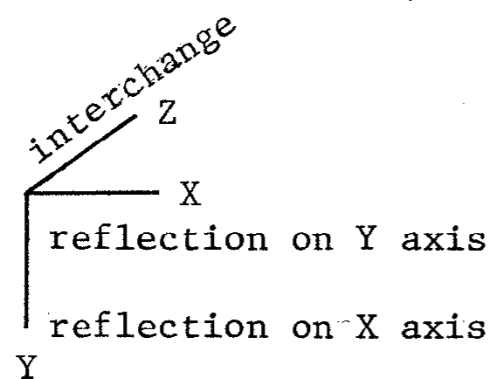 interchange
Z
X
reflection on Y axis
reflection on X axis
Y